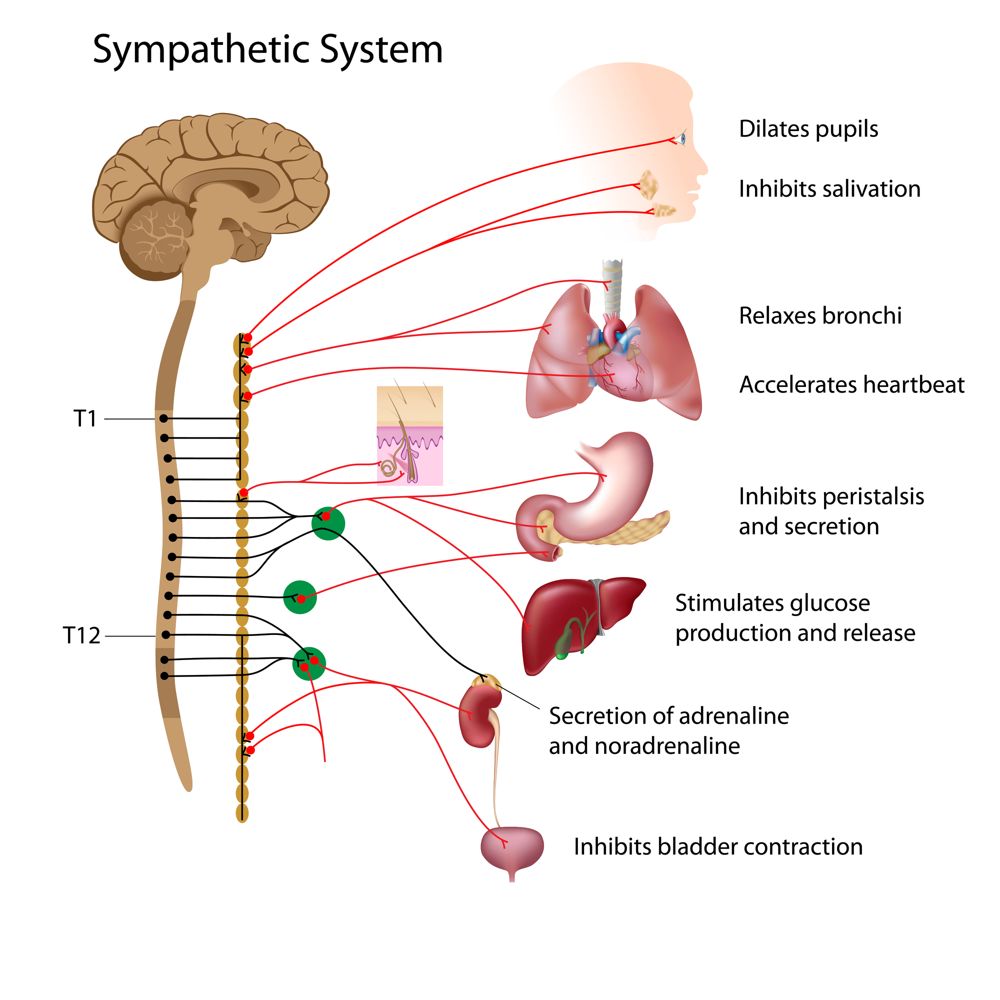 Sympathetic System
Dilates pupils
Inhibits salivation
Relaxes bronchi
Accelerates heartbeat
T1
Inhibits peristalsis
and secretion
Stimulates glucose
production and release
T12
Secretion of adrenaline
and noradrenaline
Inhibits bladder contraction